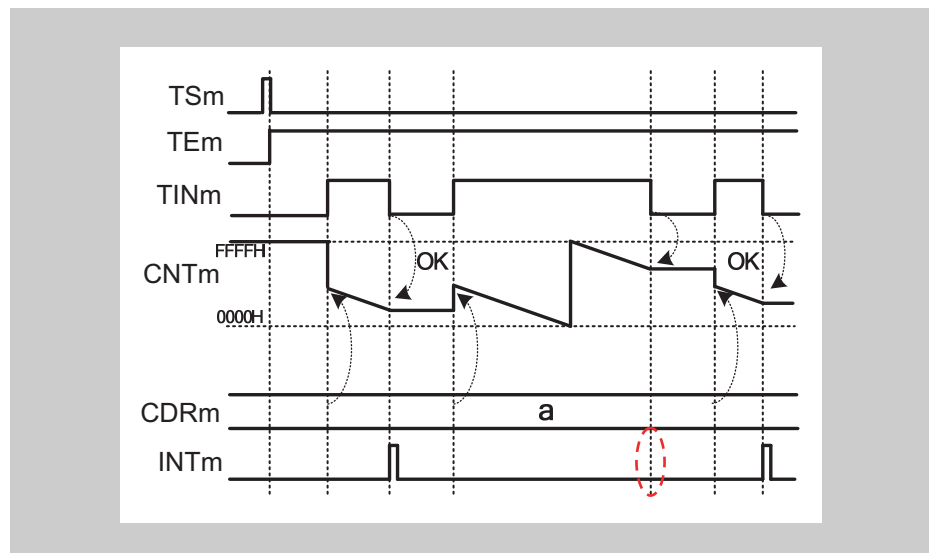 TSm
TEm
TINm
FFFFH
OK
OK
CNTm
0000H
CDRm
a
INTm